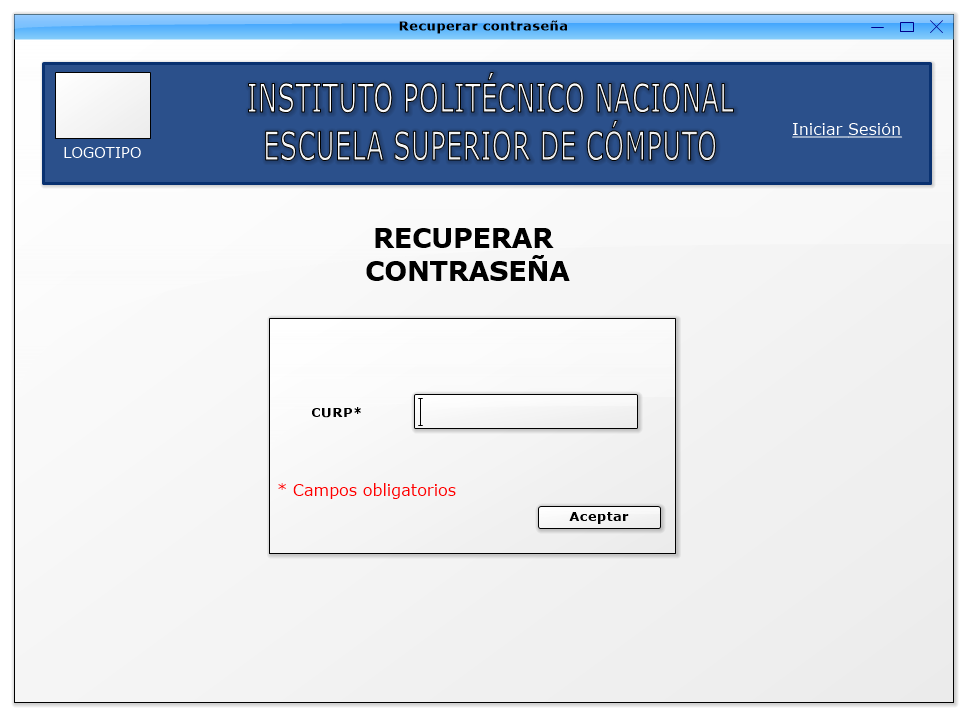 Recuperar contraseña
INSTITUTO POLITÉCNICO NACIONAL
ESCUELA SUPERIOR DE CÓMPUTO
LOGOTIPO
Iniciar Sesión
RECUPERAR
CONTRASEÑA
CURP*
* Campos obligatorios
Aceptar